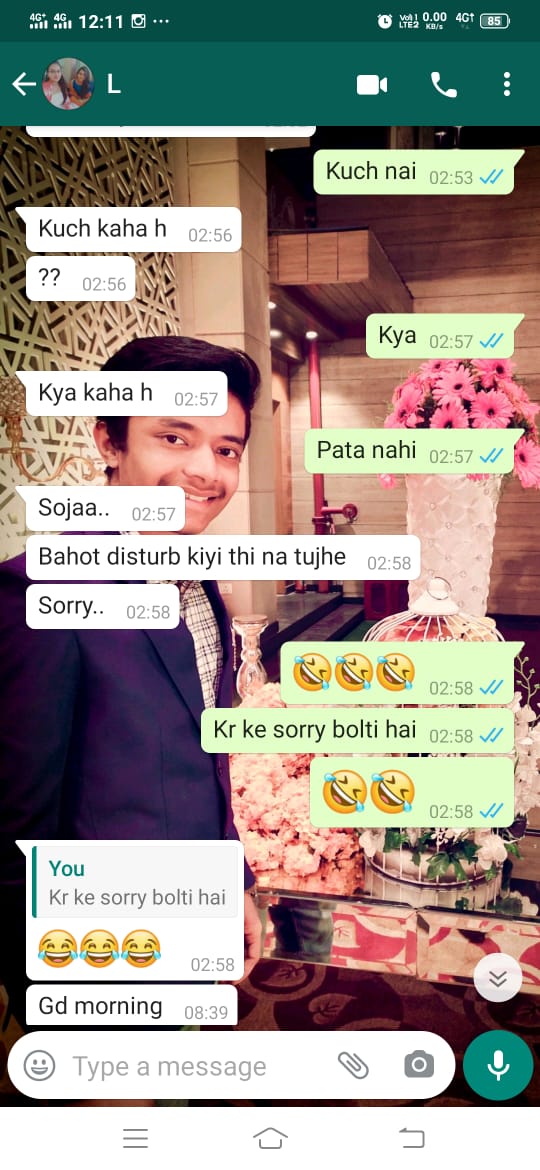 4G+ 4G 12:11 ... Vo)) 1 LTE2 0.00 KB/s 4G 85
L
Kuch nai 02:53
Kuch kaha h 02:56
?? 02:56
Kya 02:57
Kya kaha h 02:57
Pata nahi 02:57
Sojaa.. 02:57
Bahot disturb kiyi thi na tujhe 02:58
Sorry.. 02:58
🤣🤣🤣 02:58
Kr ke sorry bolti hai 02:58
🤣🤣 02:58
You
Kr ke sorry bolti hai
😂😂😂 02:58
Gd morning 08:39
Type a message